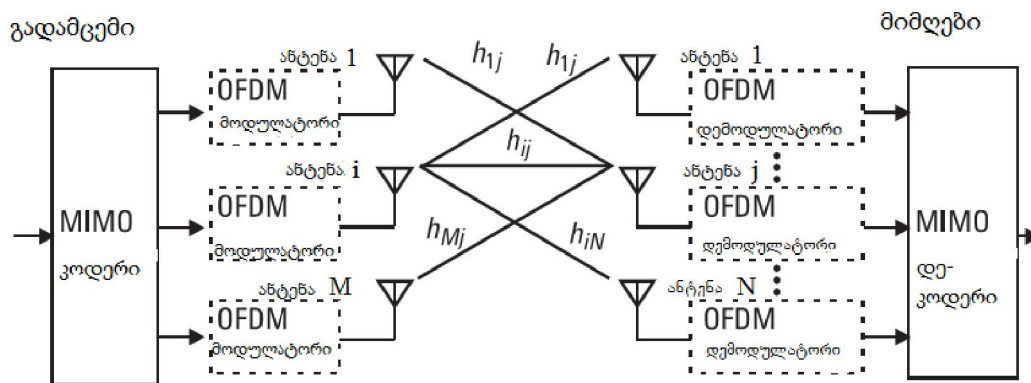 გადამცემი
მიმღები
ანტენა 1
h1j
h1j
ანტენა 1
OFDM
მოდულატორი
OFDM
დემოდულატორი
hij
ანტენა i
ანტენა j
MIMO
კოდერი
OFDM
მოდულატორი
hMj
hiN
OFDM
დემოდულატორი
MIMO
დე-
კოდერი
ანტენა M
ანტენა N
OFDM
მოდულატორი
OFDM
დემოდულატორი